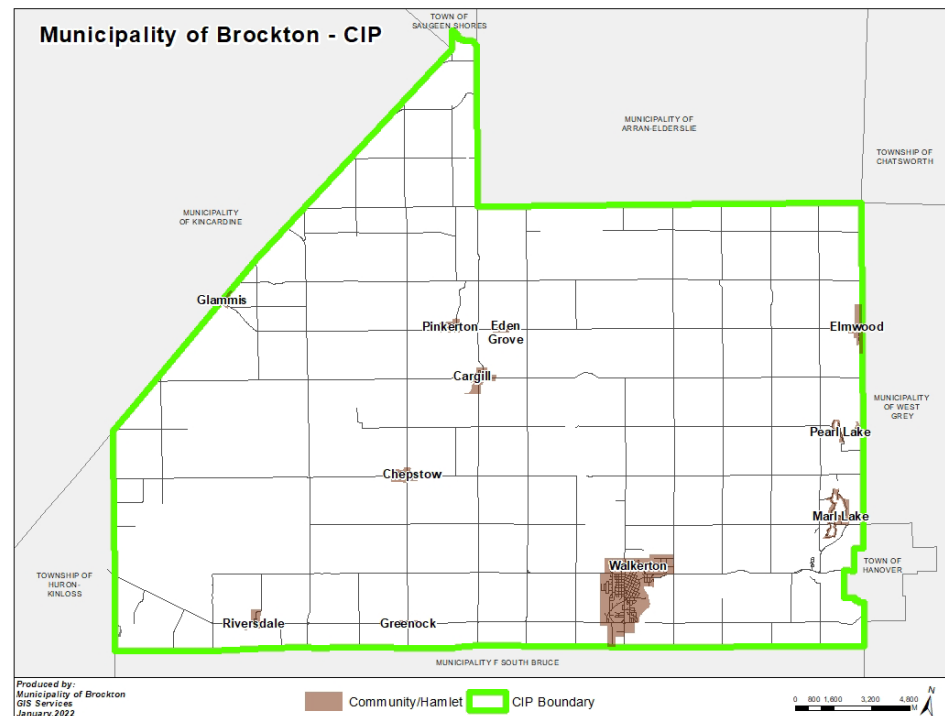 Municipality of Brockton - CIP
TOWN OF
SAUGEEN SHORES
MUNICIPALITY OF
ARRAN-ELDERSLIE
TOWNSHIP OF
CHATSWORTH
MUNICIPALITY
OF KINCARDINE
Glammis
Pinkerton
Eden
Grove
Elmwood
Cargill
MUNICIPALITY
OF WEST
GREY
Pearl Lake
Chepstow
Marl Lake
Walkerton
TOWN OF
HANOVER
TOWNSHIP OF
HURON-
KINLOSS
Riversdale
Greenock
MUNICIPALITY F SOUTH BRUCE
Produced by:
Municipality of Brockton
GIS Services
January,2022
Community/Hamlet
CIP Boundary
0 800 1,600 3,200 4,800
M
N